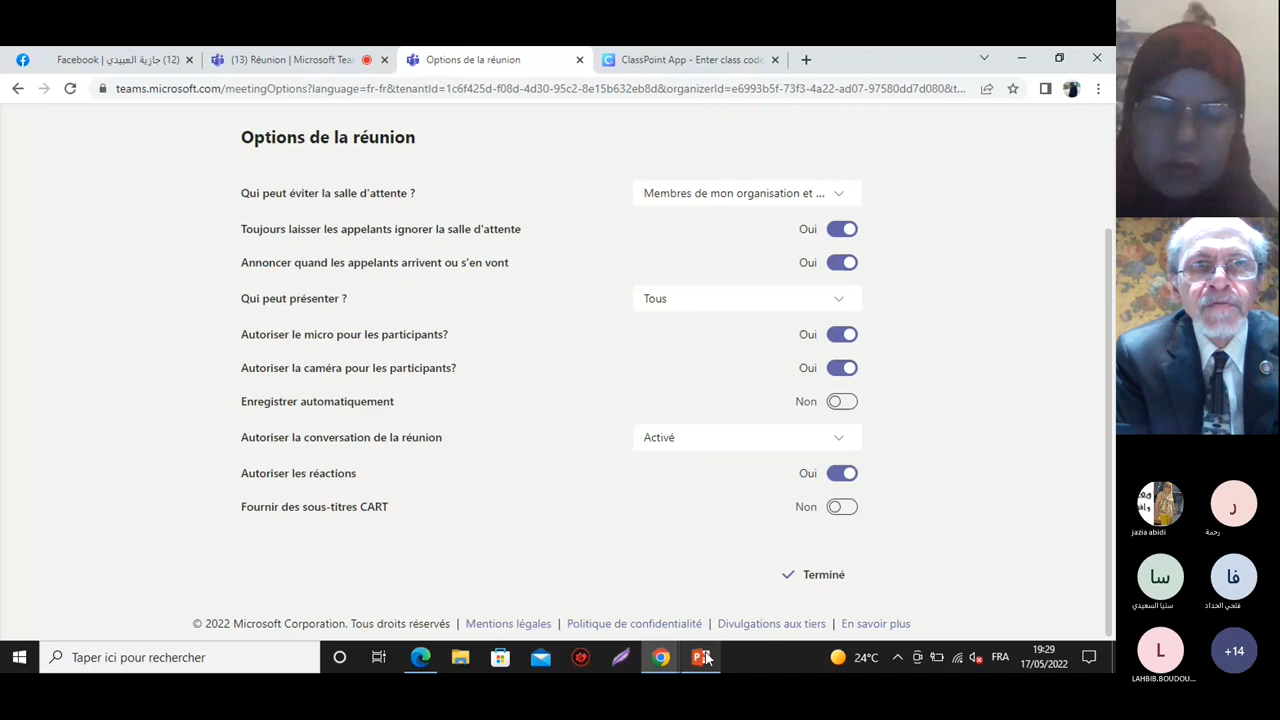 Facebook | جازية العبيدي (12)
(13) Réunion | Microsoft Tea
Options de la réunion
ClassPoint App - Enter class code
teams.microsoft.com/meetingOptions?language=fr-fr&tenantId=1c6f425d-f08d-4d30-95c2-8e15b632eb8d&organizerId=e6993b5f-73f3-4a22-ad07-97580dd7d080&t...
Options de la réunion
Qui peut éviter la salle d'attente ?
Membres de mon organisation et ...
Toujours laisser les appelants ignorer la salle d'attente
Oui
Annoncer quand les appelants arrivent ou s'en vont
Oui
Qui peut présenter ?
Tous
Autoriser le micro pour les participants?
Oui
Autoriser la caméra pour les participants?
Oui
Enregistrer automatiquement
Non
Autoriser la conversation de la réunion
Activé
Autoriser les réactions
Oui
Fournir des sous-titres CART
Non
Terminé
© 2022 Microsoft Corporation. Tous droits réservés | Mentions légales | Politique de confidentialité | Divulgations aux tiers | En savoir plus
Taper ici pour rechercher
24°C
FRA
19:29
17/05/2022
ر
jazia abidi
رحمة
سا
فا
سنيا السعيدي
فتحي الحداد
L
+14
LAHBIB.BOUDOU...